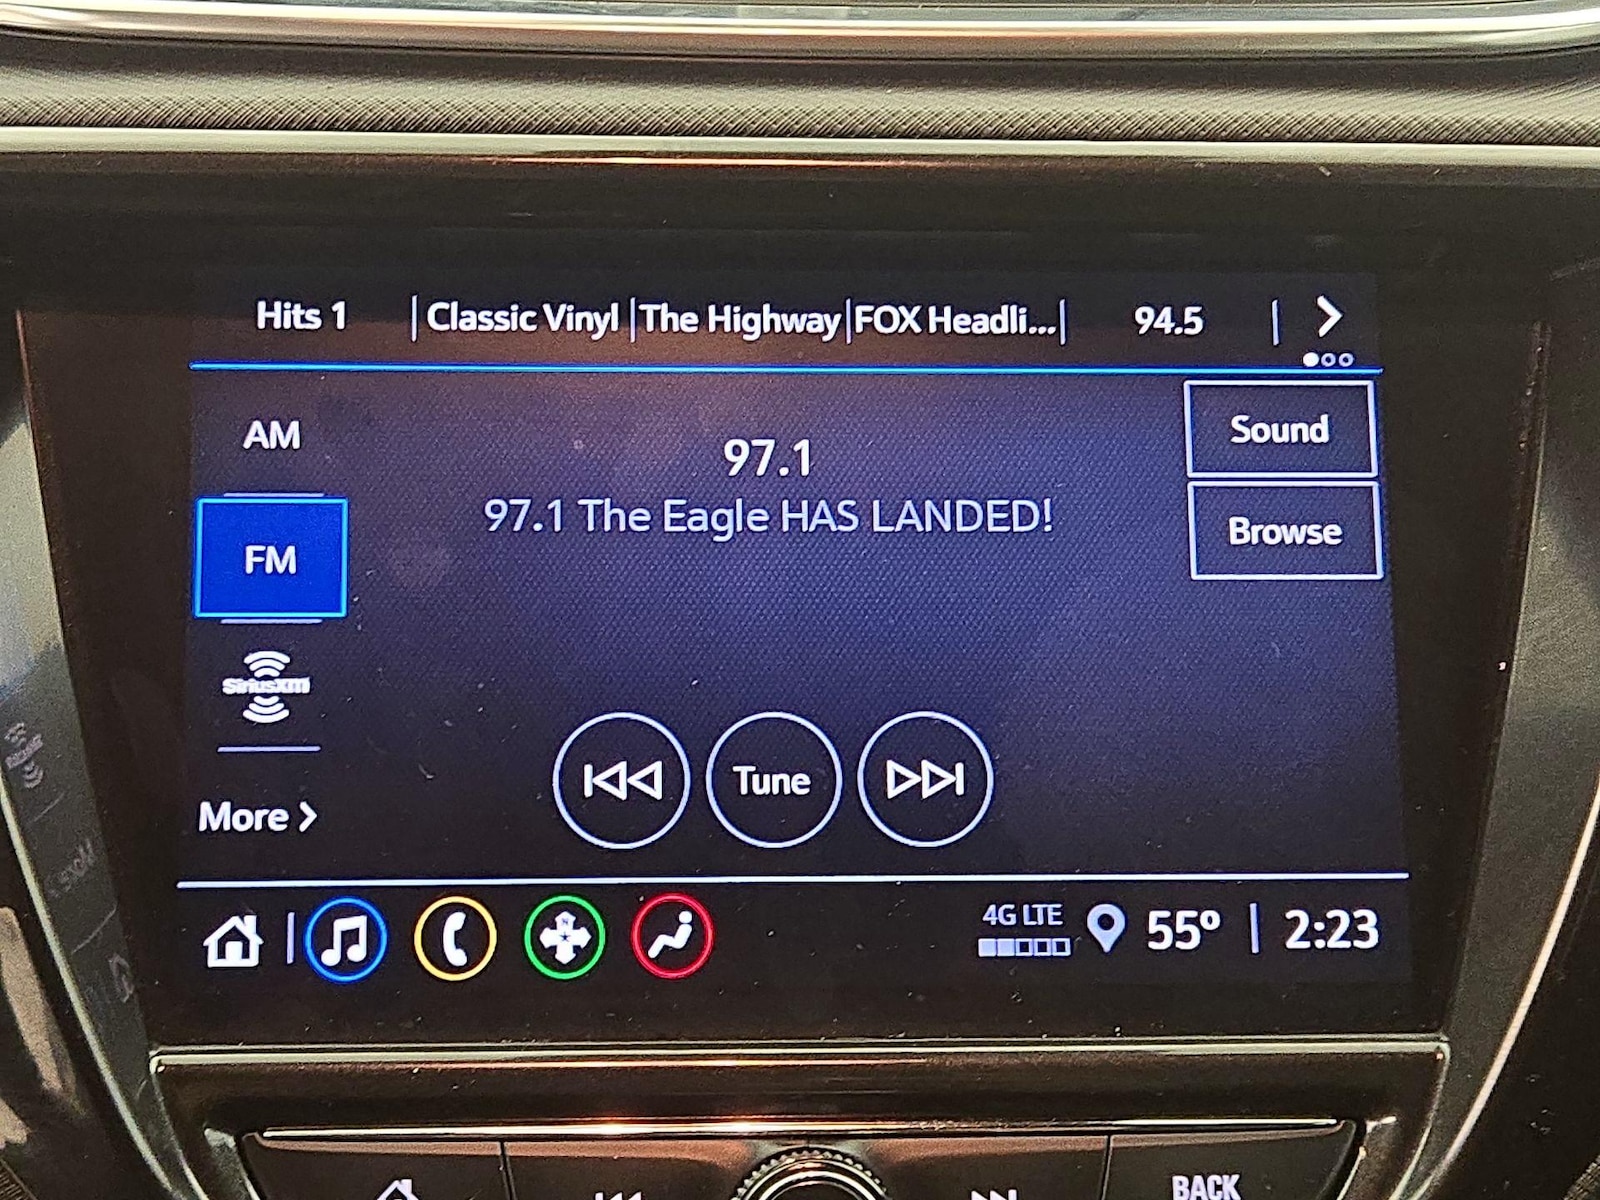 Hits 1 | Classic Vinyl | The Highway | FOX Headli... | 94.5 |
AM
97.1
Sound
97.1 The Eagle HAS LANDED!
Browse
FM
SiriusXM
Tune
More
4G LTE
55° | 2:23
BACK